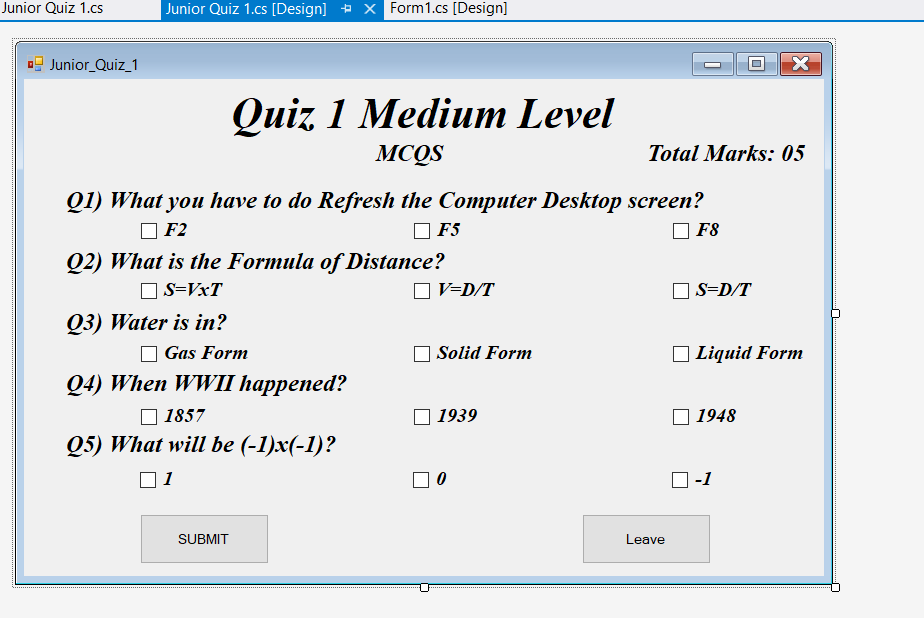 Junior Quiz 1.cs Junior Quiz 1.cs [Design] Form1.cs [Design]
Junior_Quiz_1
Quiz 1 Medium Level
MCQS Total Marks: 05
Q1) What you have to do Refresh the Computer Desktop screen?
F2 F5 F8
Q2) What is the Formula of Distance?
S=VxT V=D/T S=D/T
Q3) Water is in?
Gas Form Solid Form Liquid Form
Q4) When WWII happened?
1857 1939 1948
Q5) What will be (-1)x(-1)?
1 0 -1
SUBMIT Leave